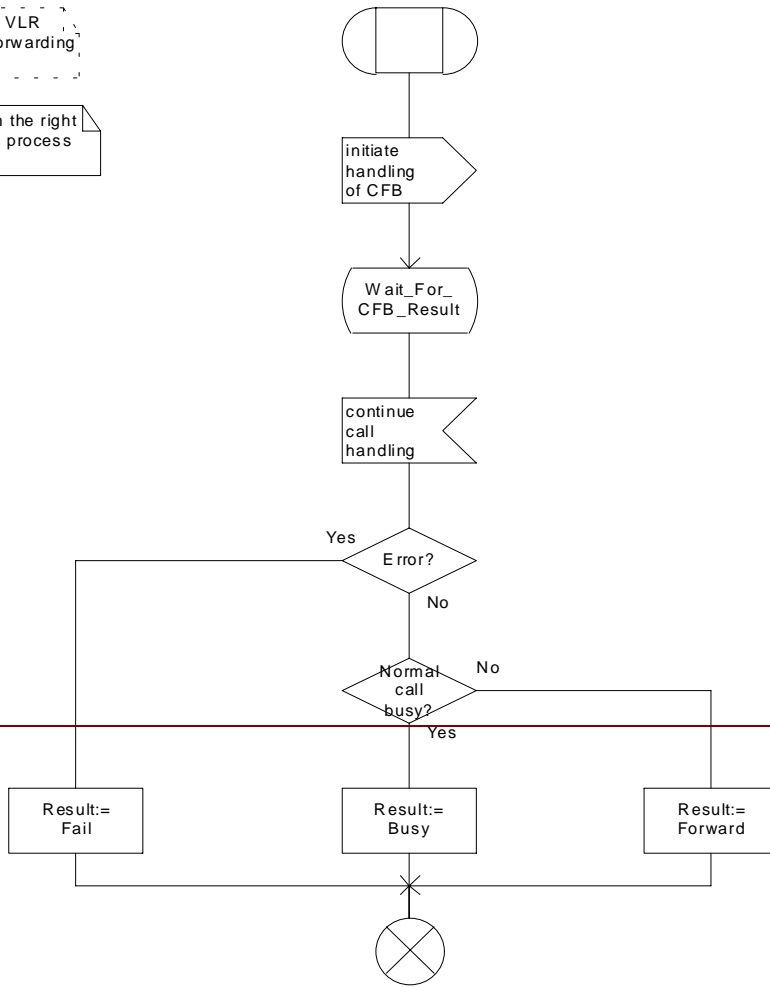 VLR
the right
process
initiate
handling
of CFB
Wait_For_
CFB_Result
continue
call
handling
Yes
Error?
No
Normal
call
busy?
No
Yes
Result:=
Fail
Result:=
Busy
Result:=
Forward